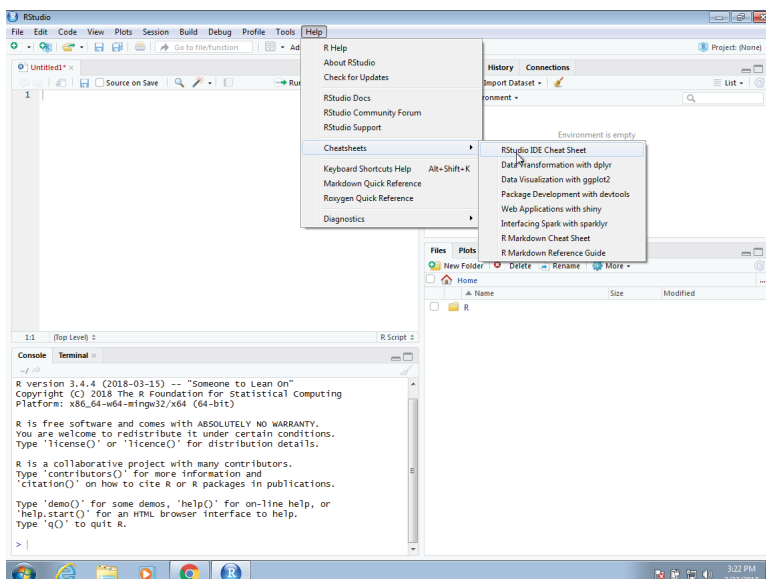 RStudio
File Edit Code View Plots Session Build Debug Profile Tools Help
Go to file/function Ad Project: (None)
Untitled1* ×
Source on Save Run
1
1:1 (Top Level) R Script
R Help
About RStudio
Check for Updates
RStudio Docs
RStudio Community Forum
RStudio Support
Cheatsheets
Keyboard Shortcuts Help Alt+Shift+K
Markdown Quick Reference
Roxygen Quick Reference
Diagnostics
RStudio IDE Cheat Sheet
Data Transformation with dplyr
Data Visualization with ggplot2
Package Development with devtools
Web Applications with shiny
Interfacing Spark with sparklyr
R Markdown Cheat Sheet
R Markdown Reference Guide
History Connections
Import Dataset List
ronment
Environment is empty
Files Plots
New Folder Delete Rename More
Home ...
Name Size Modified
R
Console Terminal ×
~/
R version 3.4.4 (2018-03-15) -- "Someone to Lean On"
Copyright (C) 2018 The R Foundation for Statistical Computing
Platform: x86_64-w64-mingw32/x64 (64-bit)
R is free software and comes with ABSOLUTELY NO WARRANTY.
You are welcome to redistribute it under certain conditions.
Type 'license()' or 'licence()' for distribution details.
R is a collaborative project with many contributors.
Type 'contributors()' for more information and
'citation()' on how to cite R or R packages in publications.
Type 'demo()' for some demos, 'help()' for on-line help, or
'help.start()' for an HTML browser interface to help.
Type 'q()' to quit R.
>
R
3:22 PM